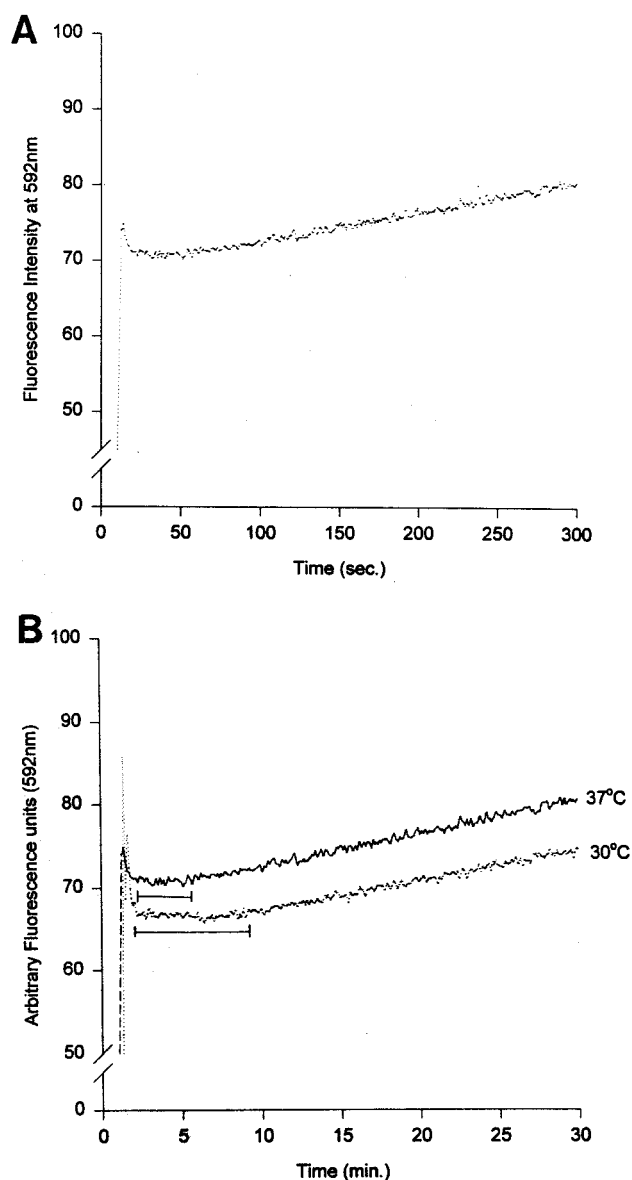 A
100
90
80
70
60
50
0
Fluorescence Intensity at 592nm
0 50 100 150 200 250 300
Time (sec.)
B
100
90
80
70
60
50
0
Arbitrary Fluorescence units (592nm)
37°C
30°C
0 5 10 15 20 25 30
Time (min.)